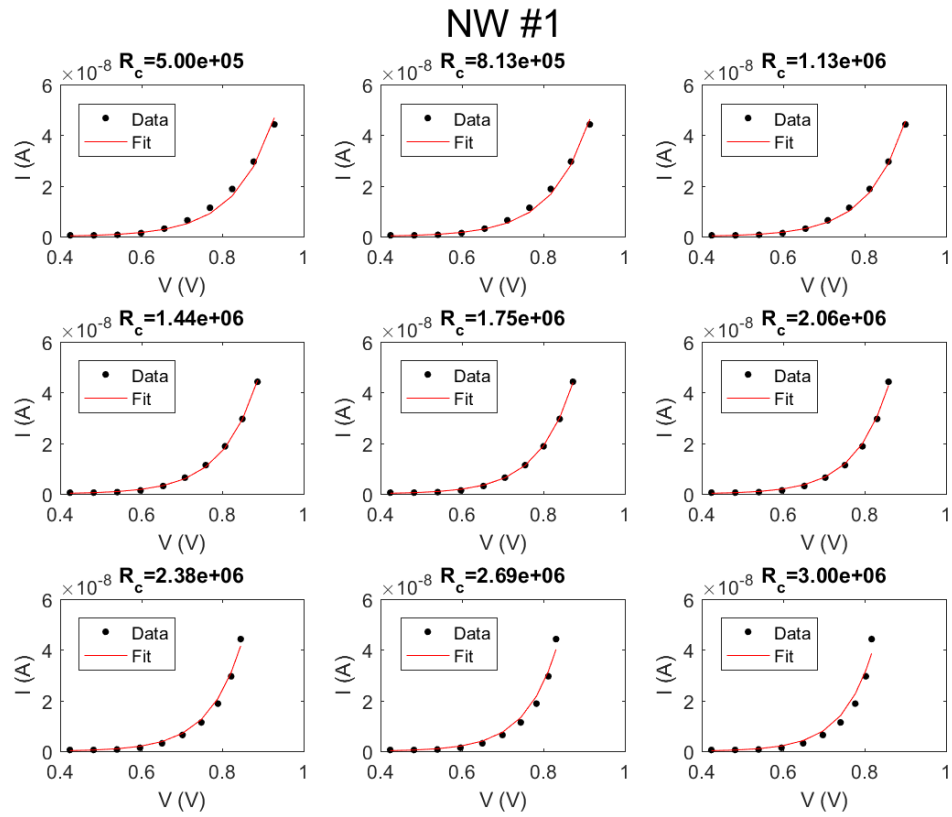 NW #1
R_c=5.00e+05
×10^-8
I (A)
6
4
2
0
Data
Fit
0.4 0.6 0.8 1
V (V)
R_c=8.13e+05
×10^-8
I (A)
6
4
2
0
Data
Fit
0.4 0.6 0.8 1
V (V)
R_c=1.13e+06
×10^-8
I (A)
6
4
2
0
Data
Fit
0.4 0.6 0.8 1
V (V)
R_c=1.44e+06
×10^-8
I (A)
6
4
2
0
Data
Fit
0.4 0.6 0.8 1
V (V)
R_c=1.75e+06
×10^-8
I (A)
6
4
2
0
Data
Fit
0.4 0.6 0.8 1
V (V)
R_c=2.06e+06
×10^-8
I (A)
6
4
2
0
Data
Fit
0.4 0.6 0.8 1
V (V)
R_c=2.38e+06
×10^-8
I (A)
6
4
2
0
Data
Fit
0.4 0.6 0.8 1
V (V)
R_c=2.69e+06
×10^-8
I (A)
6
4
2
0
Data
Fit
0.4 0.6 0.8 1
V (V)
R_c=3.00e+06
×10^-8
I (A)
6
4
2
0
Data
Fit
0.4 0.6 0.8 1
V (V)